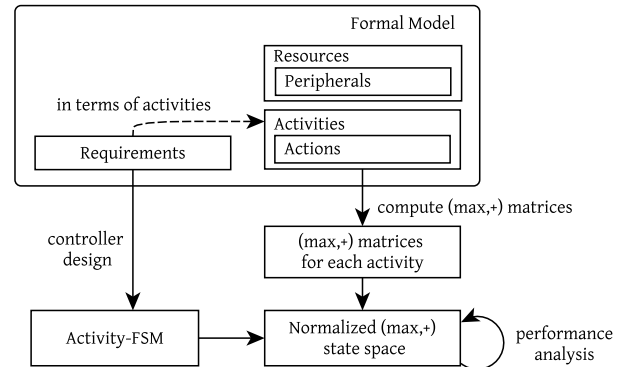 Formal Model
Resources
Peripherals
in terms of activities
Activities
Actions
Requirements
compute (max,+) matrices
controller
design
(max,+) matrices
for each activity
Activity-FSM
Normalized (max,+)
state space
performance
analysis